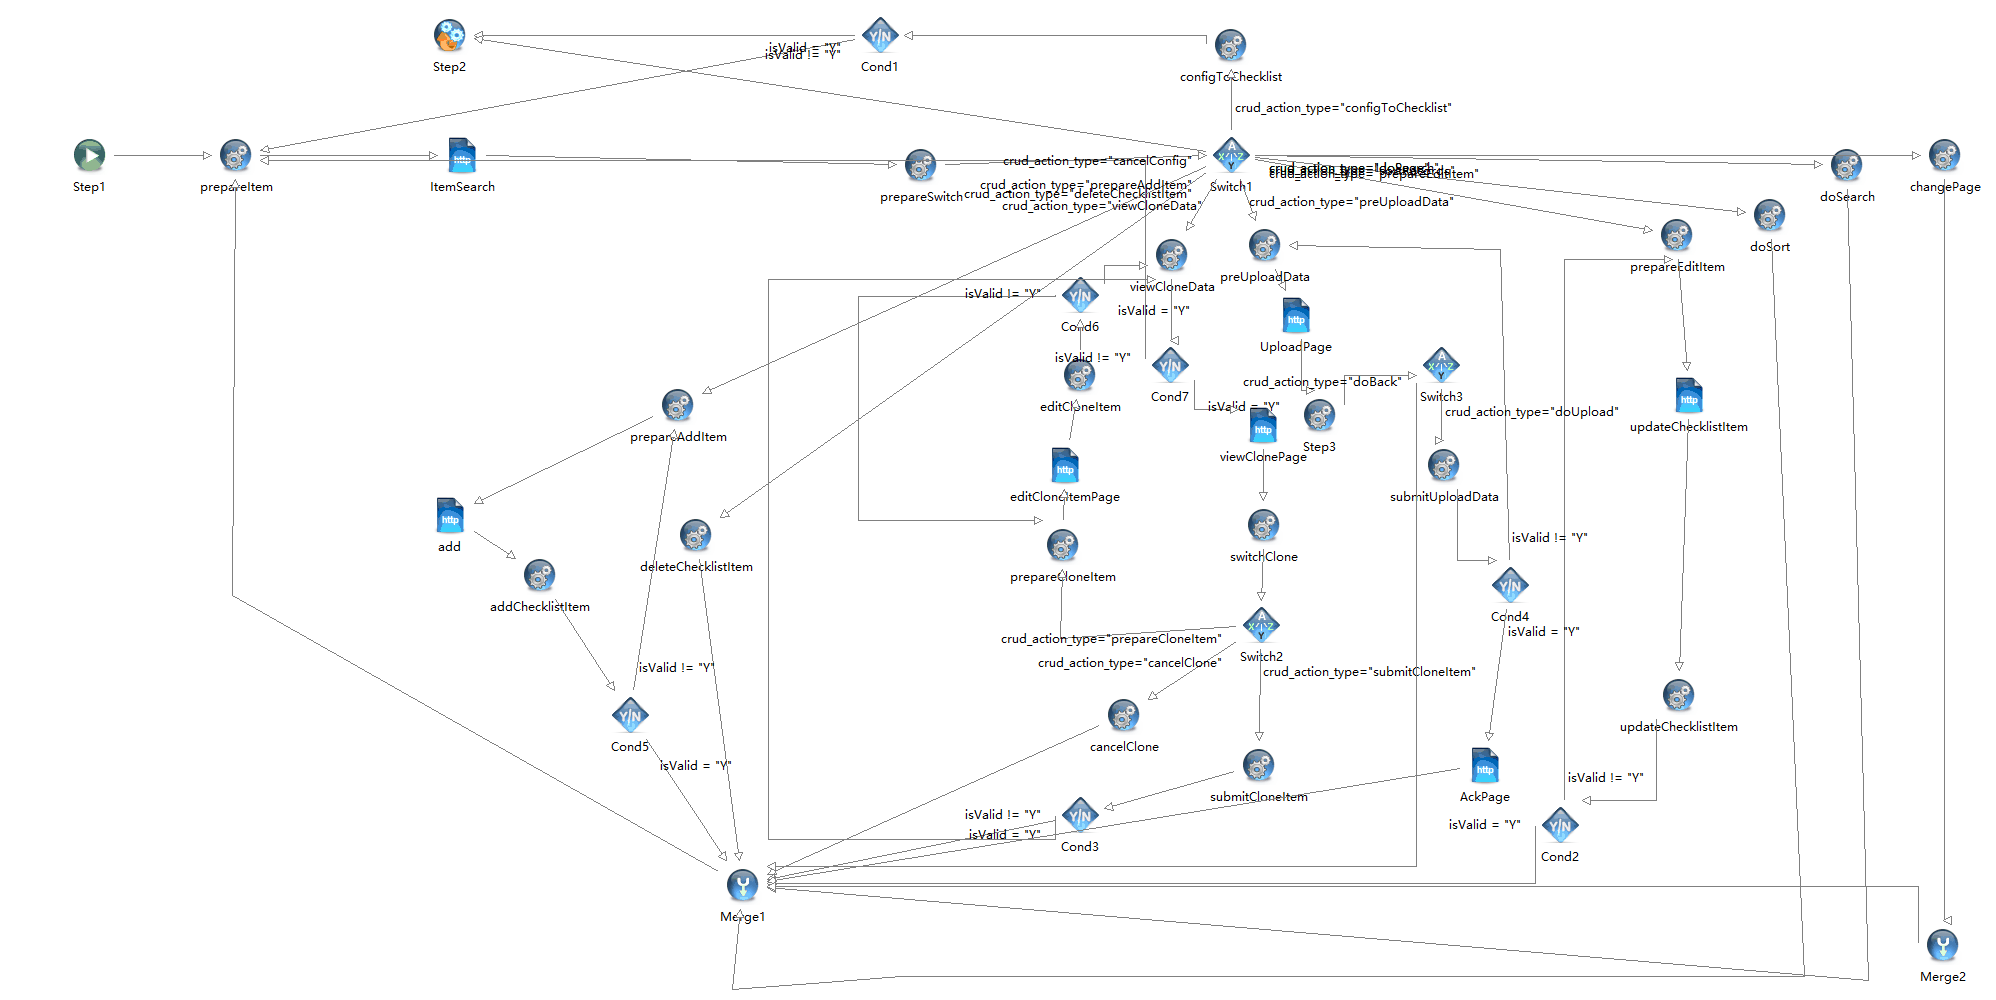 Step2
isValid = "Y"
isValid != "Y"
Cond1
configToChecklist
crud_action_type="configToChecklist"
Step1
prepareItem
ItemSearch
prepareSwitch
crud_action_type="cancelConfig"
crud_action_type="prepareAddItem"
crud_action_type="deleteChecklistItem"
crud_action_type="viewCloneData"
Switch1
crud_action_type="prepareEditItem"
crud_action_type="preUploadData"
doSearch
changePage
doSort
prepareEditItem
viewCloneData
preUploadData
isValid != "Y"
Cond6
isValid = "Y"
UploadPage
isValid != "Y"
editCloneItem
Cond7
crud_action_type="doBack"
Switch3
isValid = "Y"
crud_action_type="doUpload"
updateChecklistItem
prepareAddItem
viewClonePage
Step3
editCloneItemPage
submitUploadData
add
isValid != "Y"
switchClone
deleteChecklistItem
prepareCloneItem
addChecklistItem
Cond4
isValid = "Y"
crud_action_type="prepareCloneItem"
Switch2
crud_action_type="cancelClone"
crud_action_type="submitCloneItem"
isValid != "Y"
updateChecklistItem
Cond5
cancelClone
isValid = "Y"
isValid != "Y"
submitCloneItem
AckPage
isValid != "Y"
isValid = "Y"
Cond3
isValid = "Y"
Cond2
Merge1
Merge2